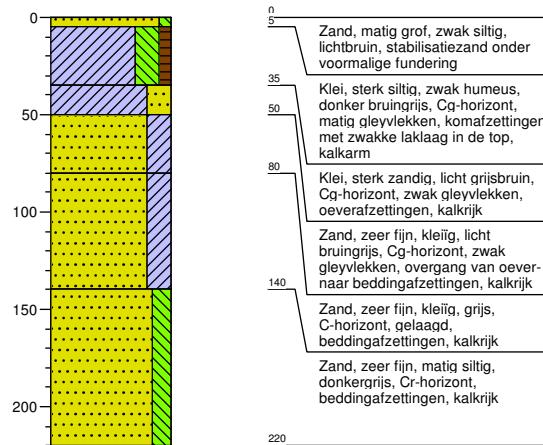 0
50
100
150
200
0
5
Zand, matig grof, zwak siltig,
lichtbruin, stabilisatiezand onder
voormalige fundering
35
Klei, sterk siltig, zwak humeus,
donker bruingrijs, Cg-horizont,
matig gleyvlekken, komafzettingen
met zwakke laklaag in de top,
kalkarm
50
Klei, sterk zandig, licht grijsbruin,
Cg-horizont, zwak gleyvlekken,
oeverafzettingen, kalkrijk
80
Zand, zeer fijn, kleiïg, licht
bruingrijs, Cg-horizont, zwak
gleyvlekken, overgang van oever-
naar beddingafzettingen, kalkrijk
140
Zand, zeer fijn, kleiïg, grijs,
C-horizont, gelaagd,
beddingafzettingen, kalkrijk
Zand, zeer fijn, matig siltig,
donkergrijs, Cr-horizont,
beddingafzettingen, kalkrijk
220